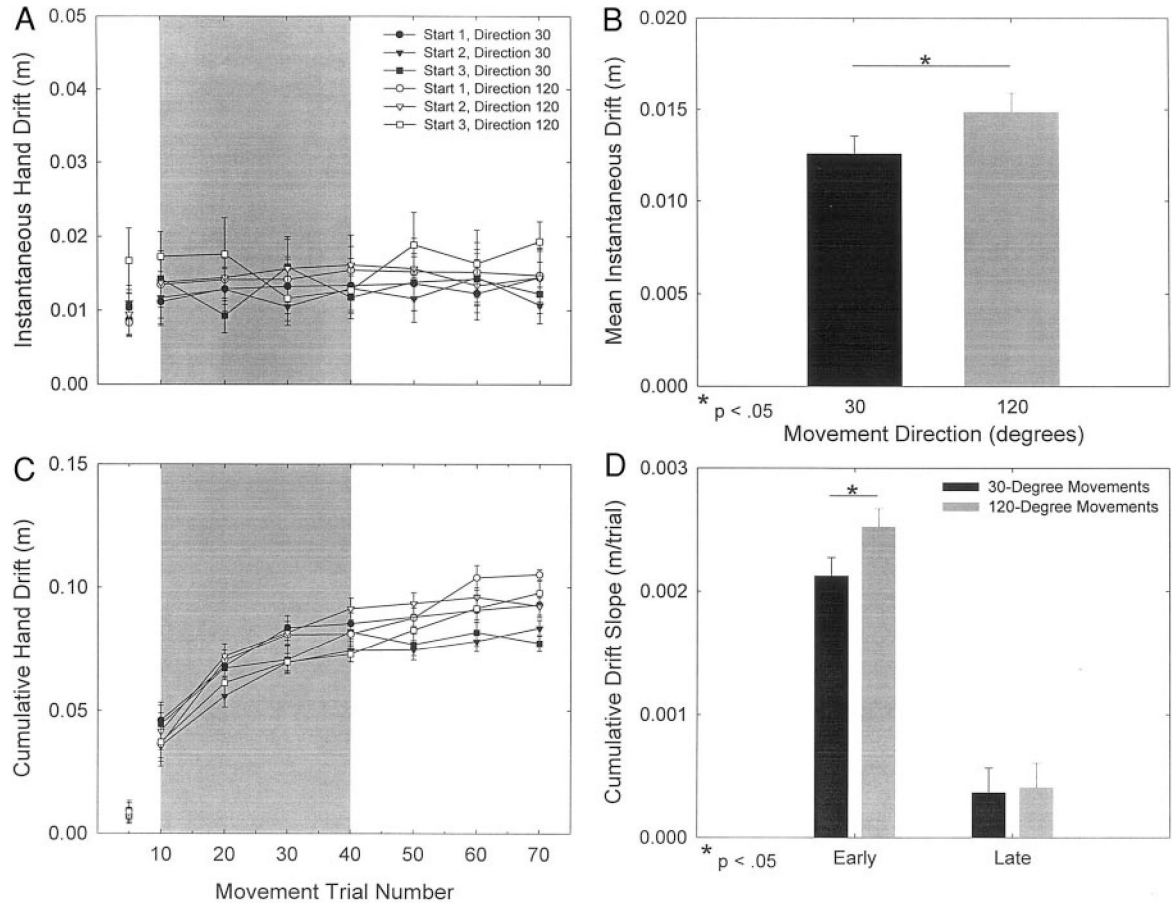 A
Instantaneous Hand Drift (m)
0.05
0.04
0.03
0.02
0.01
0.00
Start 1, Direction 30
Start 2, Direction 30
Start 3, Direction 30
Start 1, Direction 120
Start 2, Direction 120
Start 3, Direction 120
B
Mean Instantaneous Drift (m)
0.020
0.015
0.010
0.005
0.000
*
* p < .05
30
120
Movement Direction (degrees)
C
Cumulative Hand Drift (m)
0.15
0.10
0.05
0.00
10 20 30 40 50 60 70
Movement Trial Number
D
Cumulative Drift Slope (m/trial)
0.003
0.002
0.001
0.000
*
30-Degree Movements
120-Degree Movements
* p < .05
Early
Late